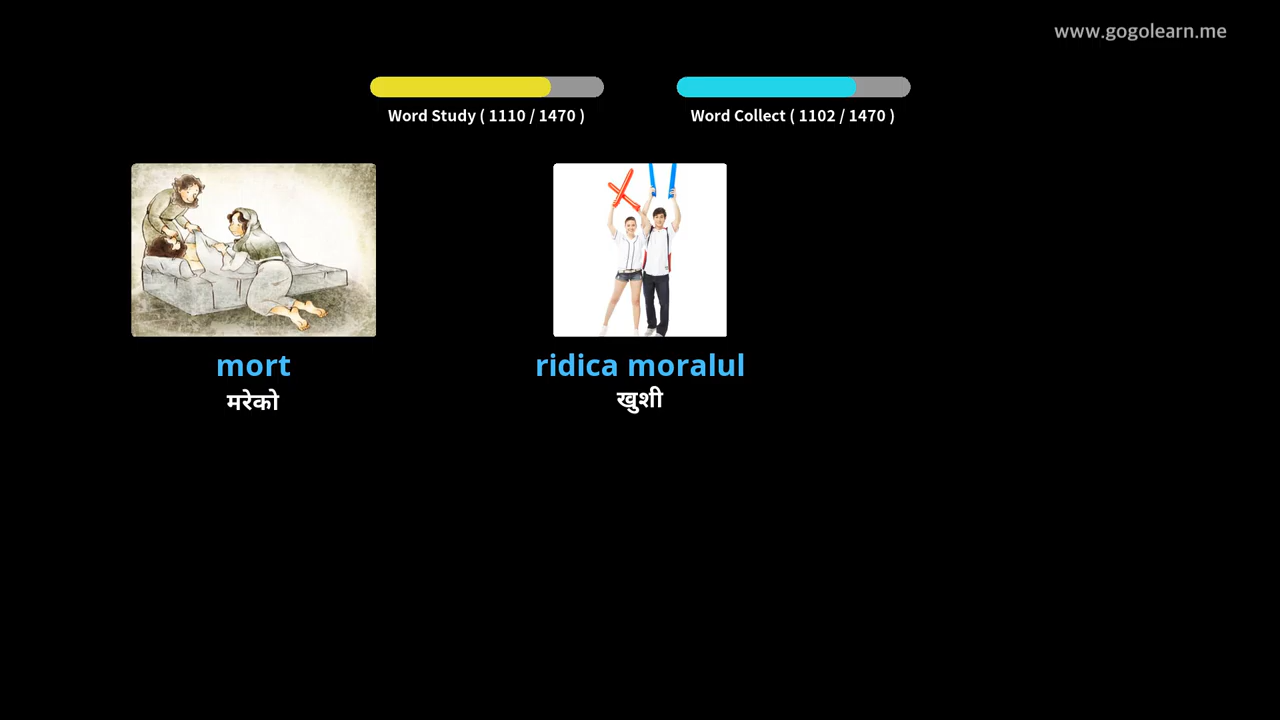 www.gogolearn.me
Word Study ( 1110 / 1470 )
Word Collect ( 1102 / 1470 )
mort
मरेको
ridica moralul
खुशी